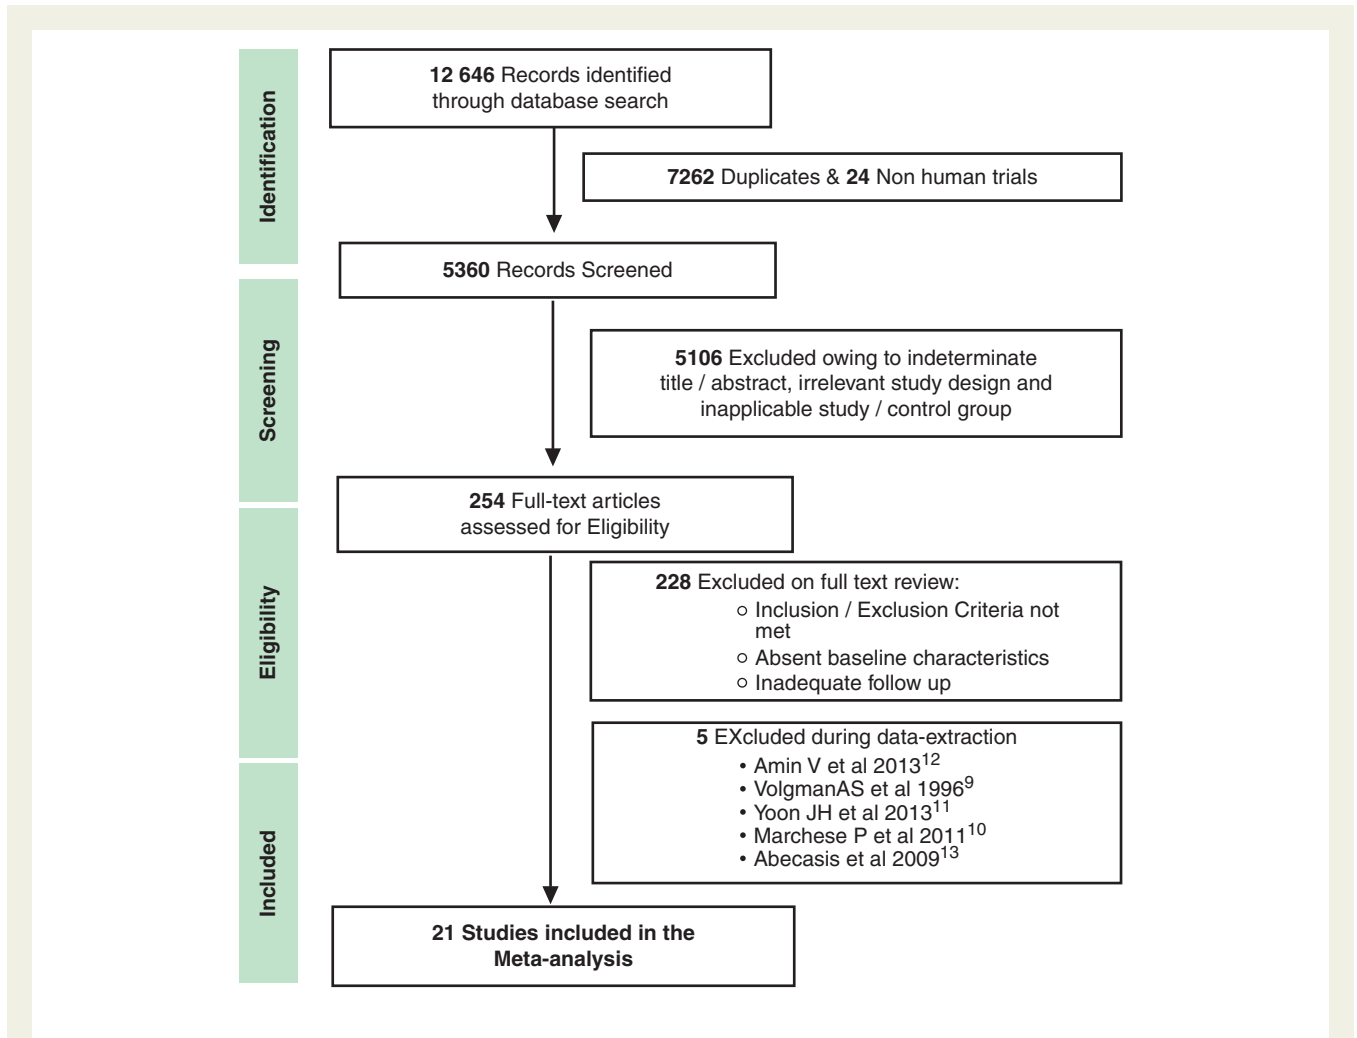 Identification
12 646 Records identified
through database search
7262 Duplicates & 24 Non human trials
5360 Records Screened
Screening
5106 Excluded owing to indeterminate
title / abstract, irrelevant study design and
inapplicable study / control group
254 Full-text articles
assessed for Eligibility
Eligibility
228 Excluded on full text review:
○ Inclusion / Exclusion Criteria not
met
○ Absent baseline characteristics
○ Inadequate follow up
5 EXcluded during data-extraction
• Amin V et al 2013¹²
• VolgmanAS et al 1996⁹
• Yoon JH et al 2013¹¹
• Marchese P et al 2011¹⁰
• Abecasis et al 2009¹³
Included
21 Studies included in the
Meta-analysis